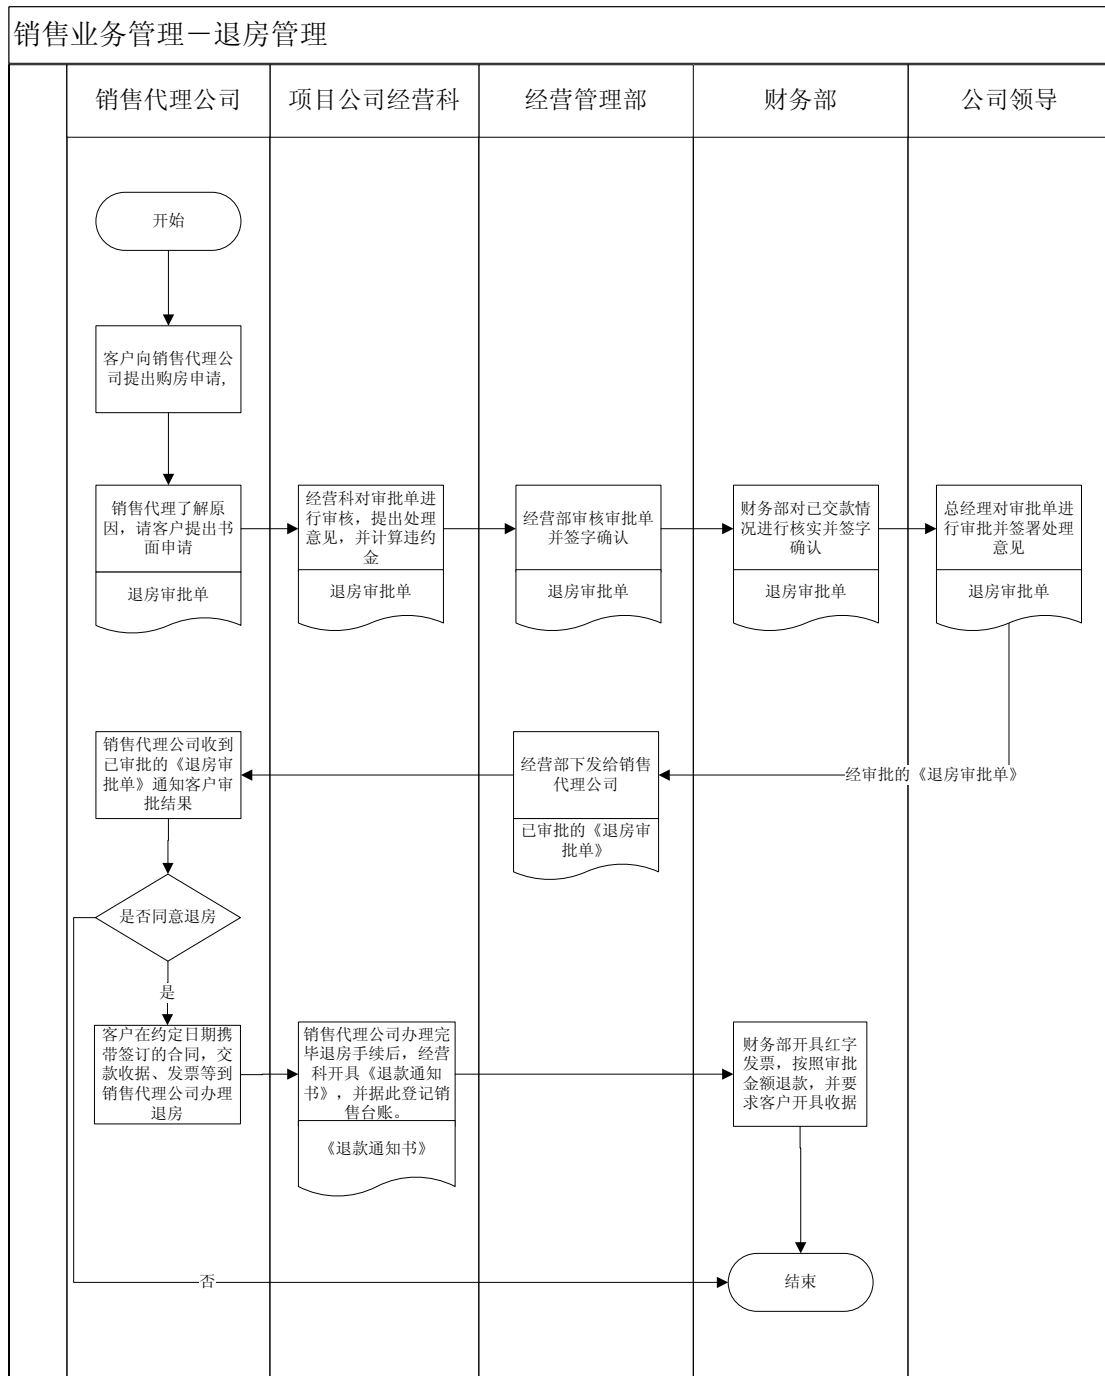 销售业务管理－退房管理
销售代理公司
项目公司经营科
经营管理部
财务部
公司领导
开始
客户向销售代理公
司提出购房申请,
销售代理了解原
因，请客户提出书
面申请
退房审批单
经营科对审批单进
行审核，提出处理
意见，并计算违约
金
退房审批单
经营部审核审批单
并签字确认
退房审批单
财务部对已交款情
况进行核实并签字
确认
退房审批单
总经理对审批单进
行审批并签署处理
意见
退房审批单
经审批的《退房审批单》
经营部下发给销售
代理公司
已审批的《退房审
批单》
销售代理公司收到
已审批的《退房审
批单》通知客户审
批结果
是否同意退房
是
客户在约定日期携
带签订的合同，交
款收据、发票等到
销售代理公司办理
退房
销售代理公司办理完
毕退房手续后，经营
科开具《退款通知
书》，并据此登记销
售台账。
《退款通知书》
财务部开具红字
发票，按照审批
金额退款，并要
求客户开具收据
否
结束